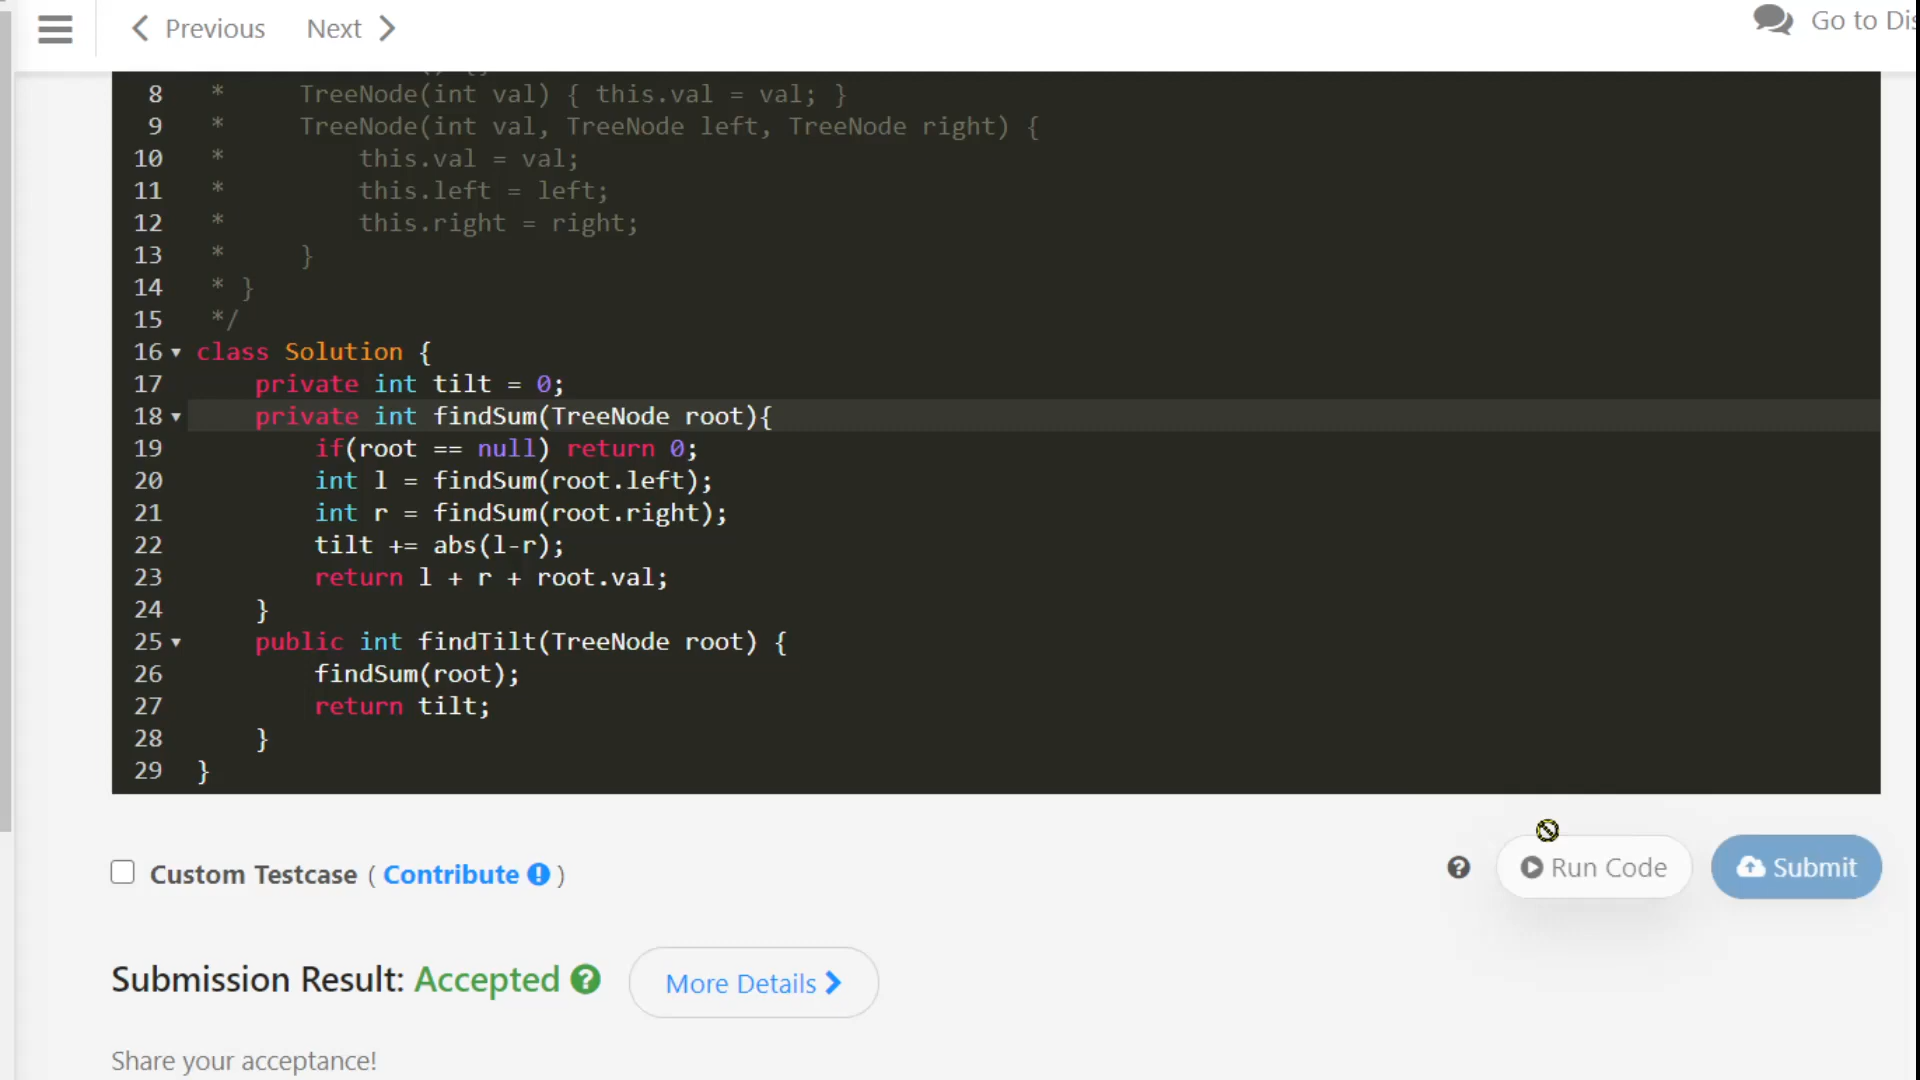 Previous Next
Go to Dis
8 * TreeNode(int val) { this.val = val; }
9 * TreeNode(int val, TreeNode left, TreeNode right) {
10 * this.val = val;
11 * this.left = left;
12 * this.right = right;
13 * }
14 * }
15 */
16 class Solution {
17 private int tilt = 0;
18 private int findSum(TreeNode root){
19 if(root == null) return 0;
20 int l = findSum(root.left);
21 int r = findSum(root.right);
22 tilt += abs(l-r);
23 return l + r + root.val;
24 }
25 public int findTilt(TreeNode root) {
26 findSum(root);
27 return tilt;
28 }
29 }
Custom Testcase ( Contribute )
Run Code
Submit
Submission Result: Accepted
More Details
Share your acceptance!